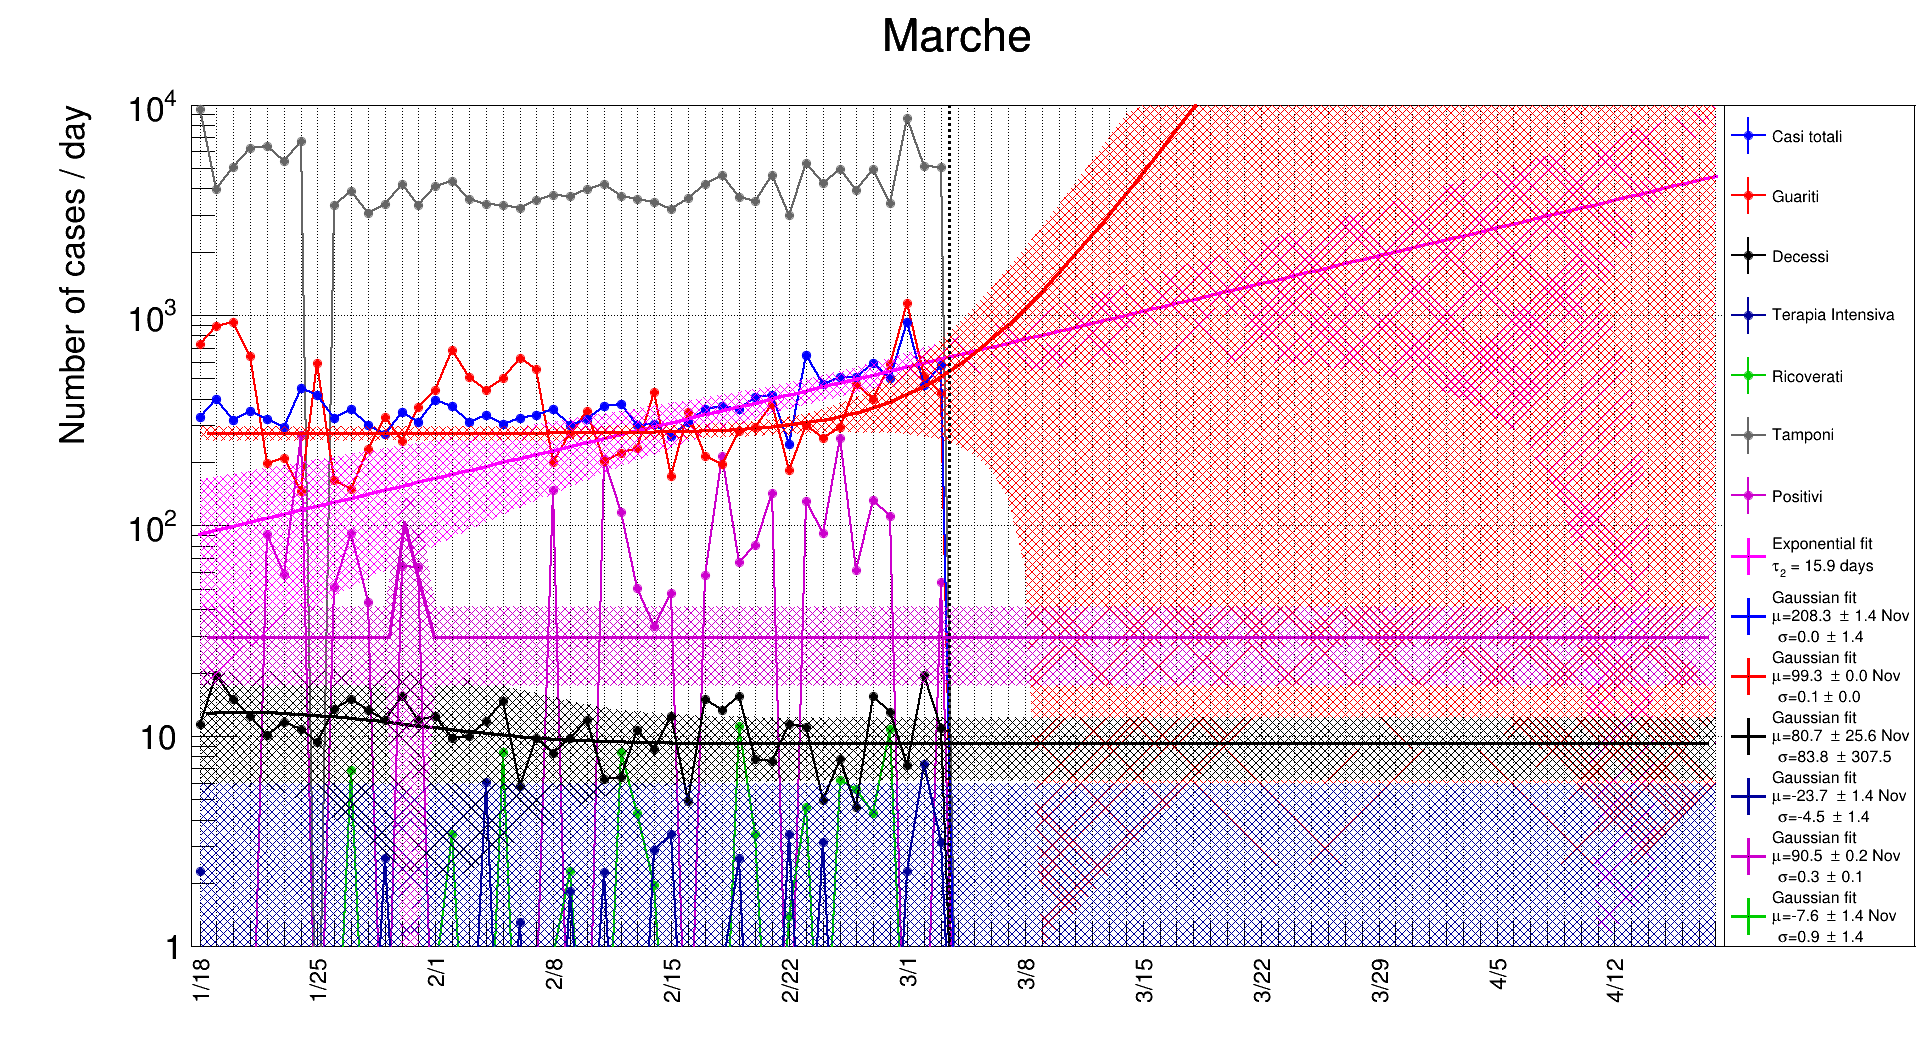 Marche
Number of cases / day
10^4
10^3
10^2
10
1
1/18
1/25
2/1
2/8
2/15
2/22
3/1
3/8
3/15
3/22
3/29
4/5
4/12
Casi totali
Guariti
Decessi
Terapia Intensiva
Ricoverati
Tamponi
Positivi
Exponential fit
τ2 = 15.9 days
Gaussian fit
μ=208.3 ± 1.4 Nov
σ=0.0 ± 1.4
Gaussian fit
μ=99.3 ± 0.0 Nov
σ=0.1 ± 0.0
Gaussian fit
μ=80.7 ± 25.6 Nov
σ=83.8 ± 307.5
Gaussian fit
μ=-23.7 ± 1.4 Nov
σ=-4.5 ± 1.4
Gaussian fit
μ=90.5 ± 0.2 Nov
σ=0.3 ± 0.1
Gaussian fit
μ=-7.6 ± 1.4 Nov
σ=0.9 ± 1.4